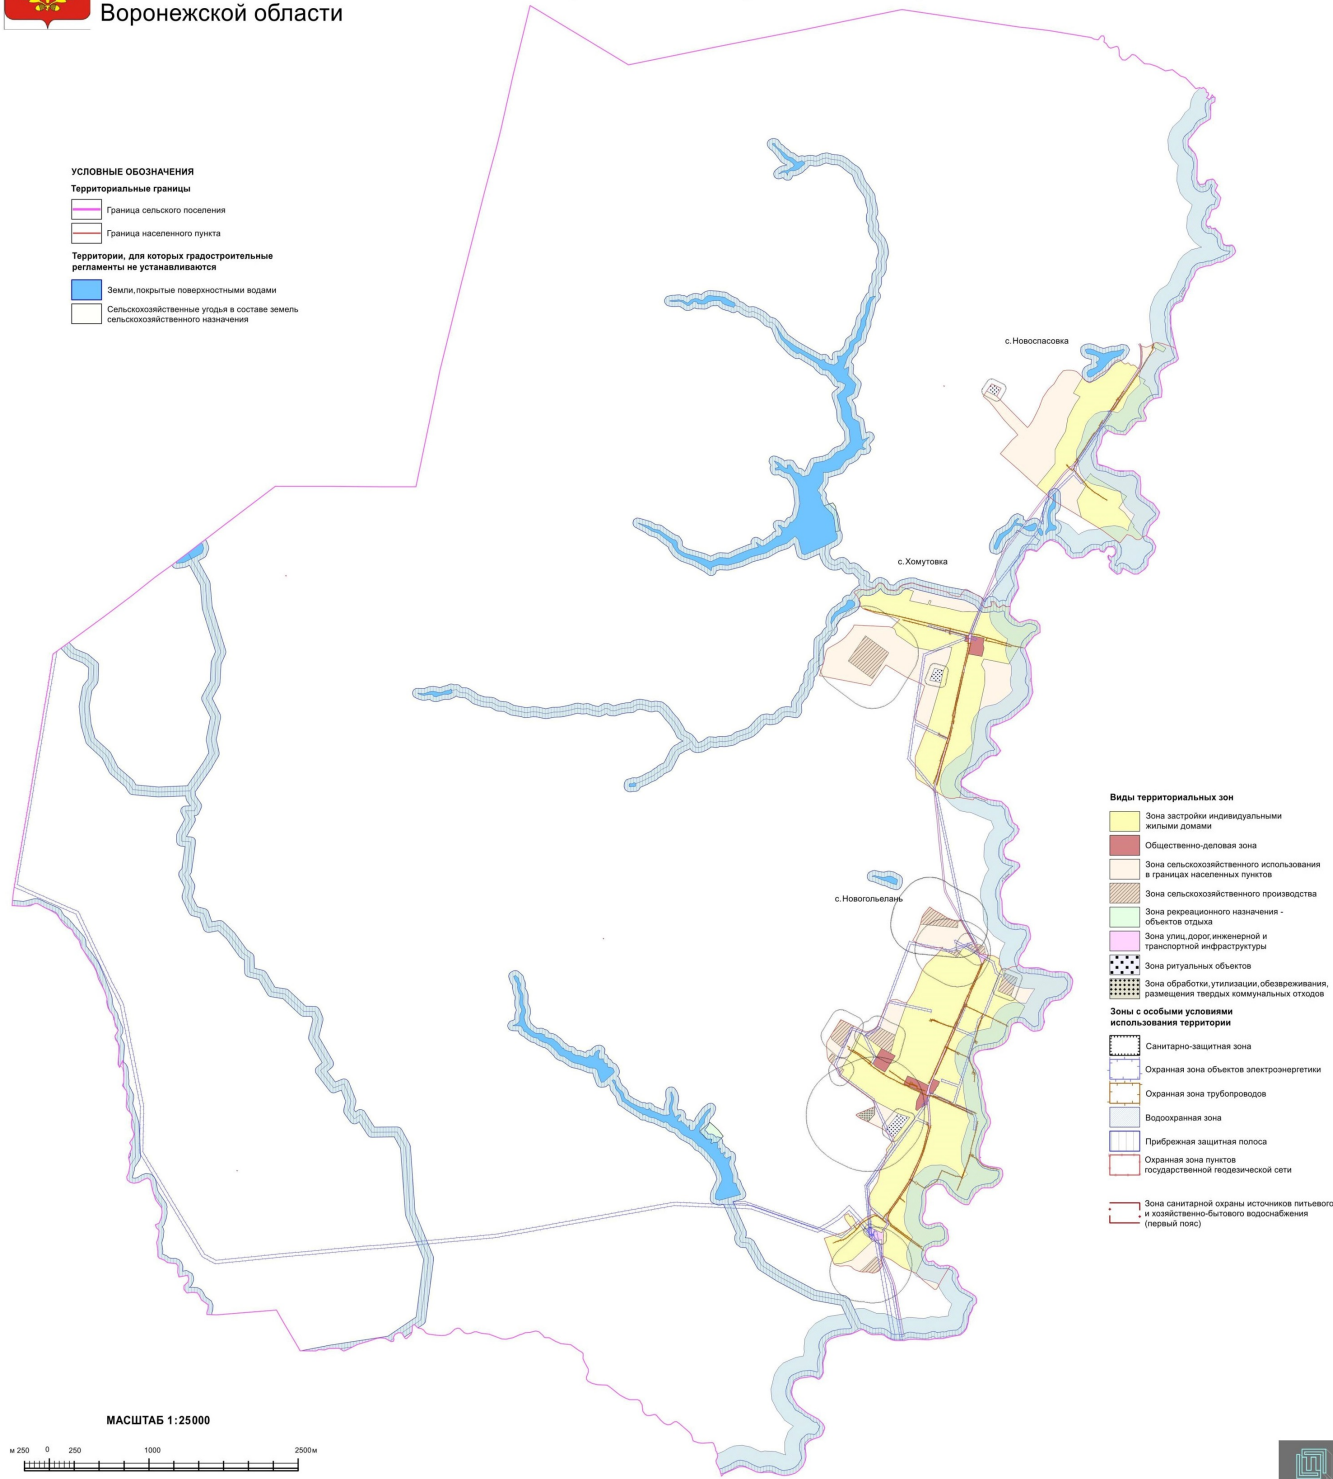 Воронежской области
УСЛОВНЫЕ ОБОЗНАЧЕНИЯ
Территориальные границы
Граница сельского поселения
Граница населенного пункта
Территории, для которых градостроительные
регламенты не устанавливаются
Земли,покрытые поверхностными водами
Сельскохозяйственные угодья в составе земель
сельскохозяйственного назначения
с.Новоспасовка
с.Хомутовка
с.Новогольелань
Виды территориальных зон
Зона застройки индивидуальными
жилыми домами
Общественно-деловая зона
Зона сельскохозяйственного использования
в границах населенных пунктов
Зона сельскохозяйственного производства
Зона рекреационного назначения -
объектов отдыха
Зона улиц,дорог,инженерной и
транспортной инфраструктуры
Зона ритуальных объектов
Зона обработки,утилизации,обезвреживания,
размещения твердых коммунальных отходов
Зоны с особыми условиями
использования территории
Санитарно-защитная зона
Охранная зона объектов электроэнергетики
Охранная зона трубопроводов
Водоохранная зона
Прибрежная защитная полоса
Охранная зона пунктов
государственной геодезической сети
Зона санитарной охраны источников питьевого
и хозяйственно-бытового водоснабжения
(первый пояс)
МАСШТАБ 1:25000
м 250 0 250 1000 2500м